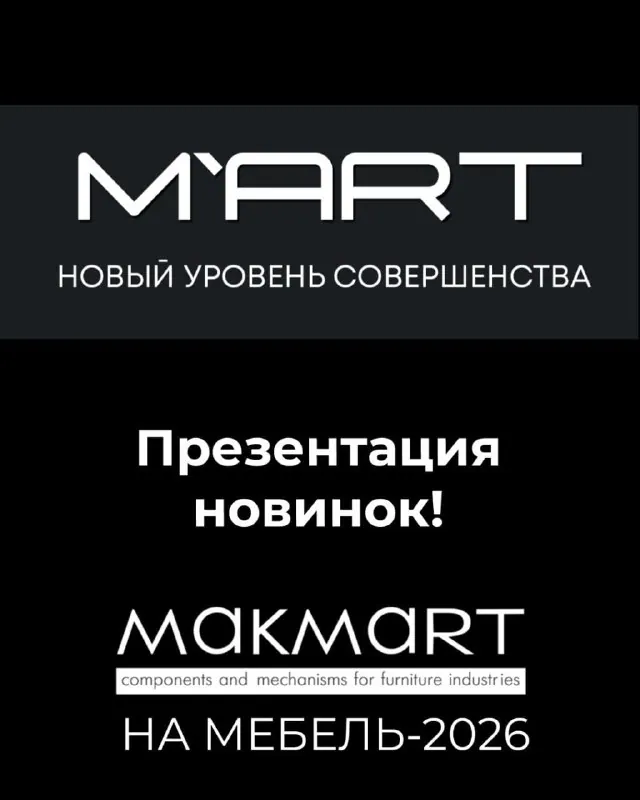 M`ART
НОВЫЙ УРОВЕНЬ СОВЕРШЕНСТВА
Презентация
новинок!
MAKMART
components and mechanisms for furniture industries
НА МЕБЕЛЬ-2026